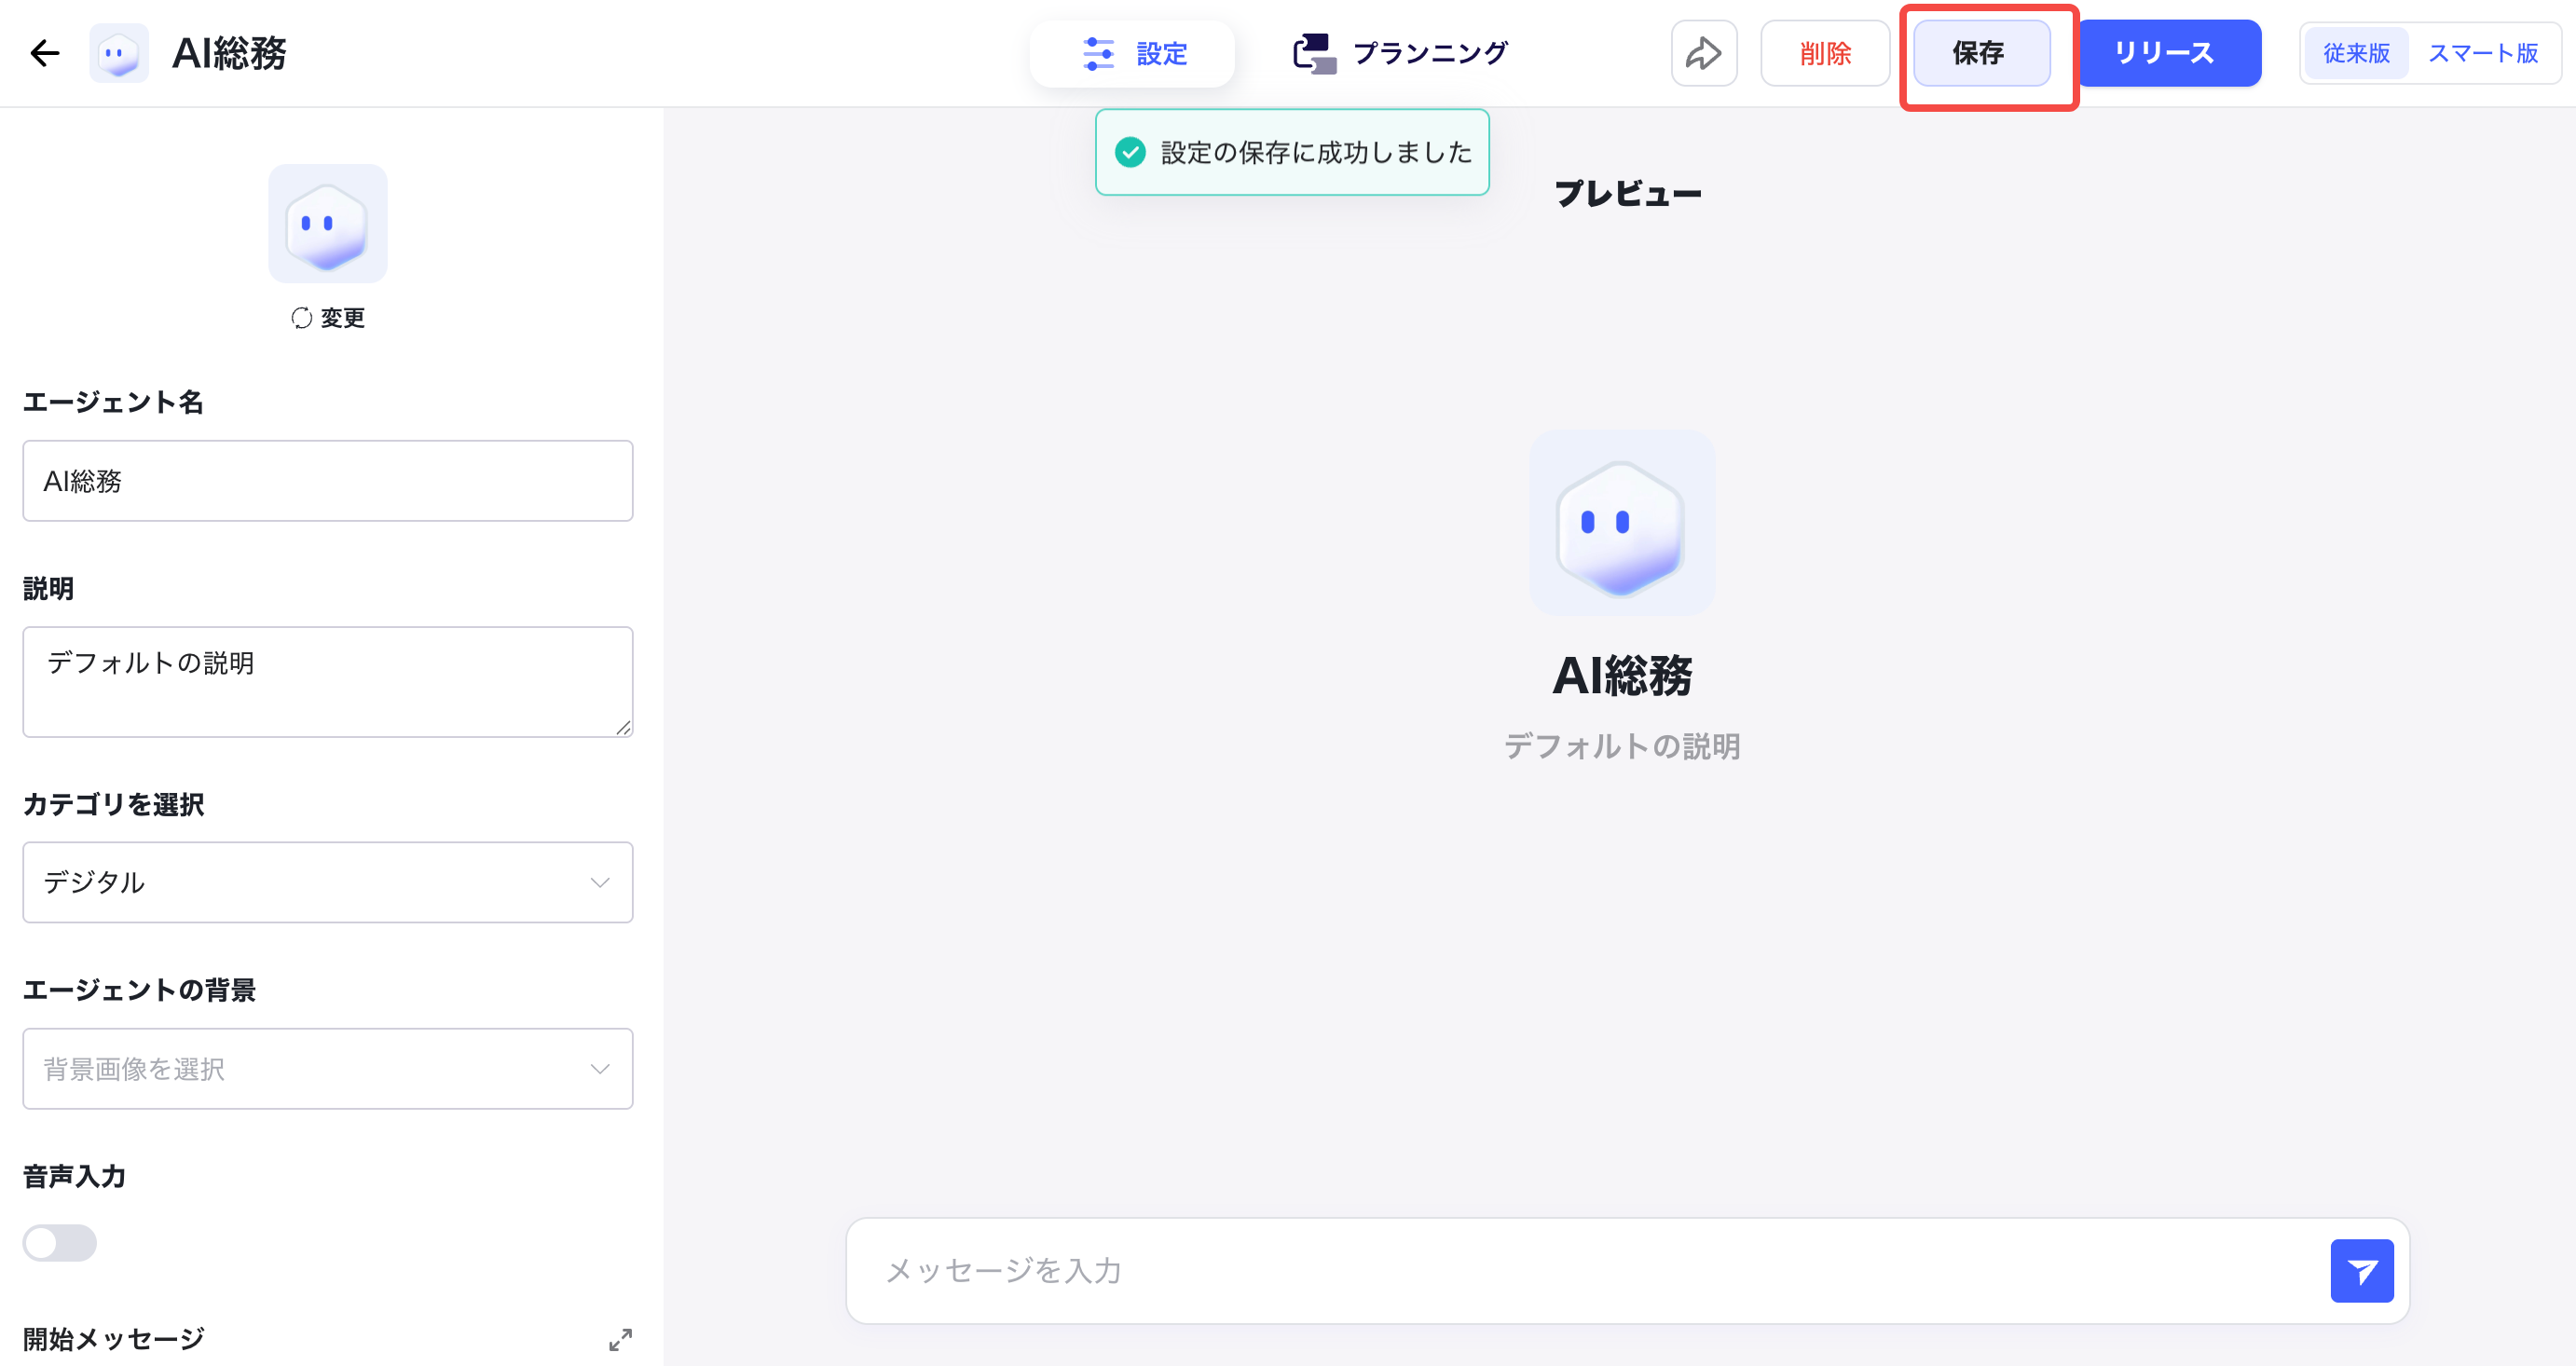 AI総務
設定
プランニング
削除
保存
リリース
従来版
スマート版
設定の保存に成功しました
変更
エージェント名
AI総務
説明
デフォルトの説明
カテゴリを選択
デジタル
エージェントの背景
背景画像を選択
音声入力
開始メッセージ
プレビュー
AI総務
デフォルトの説明
メッセージを入力